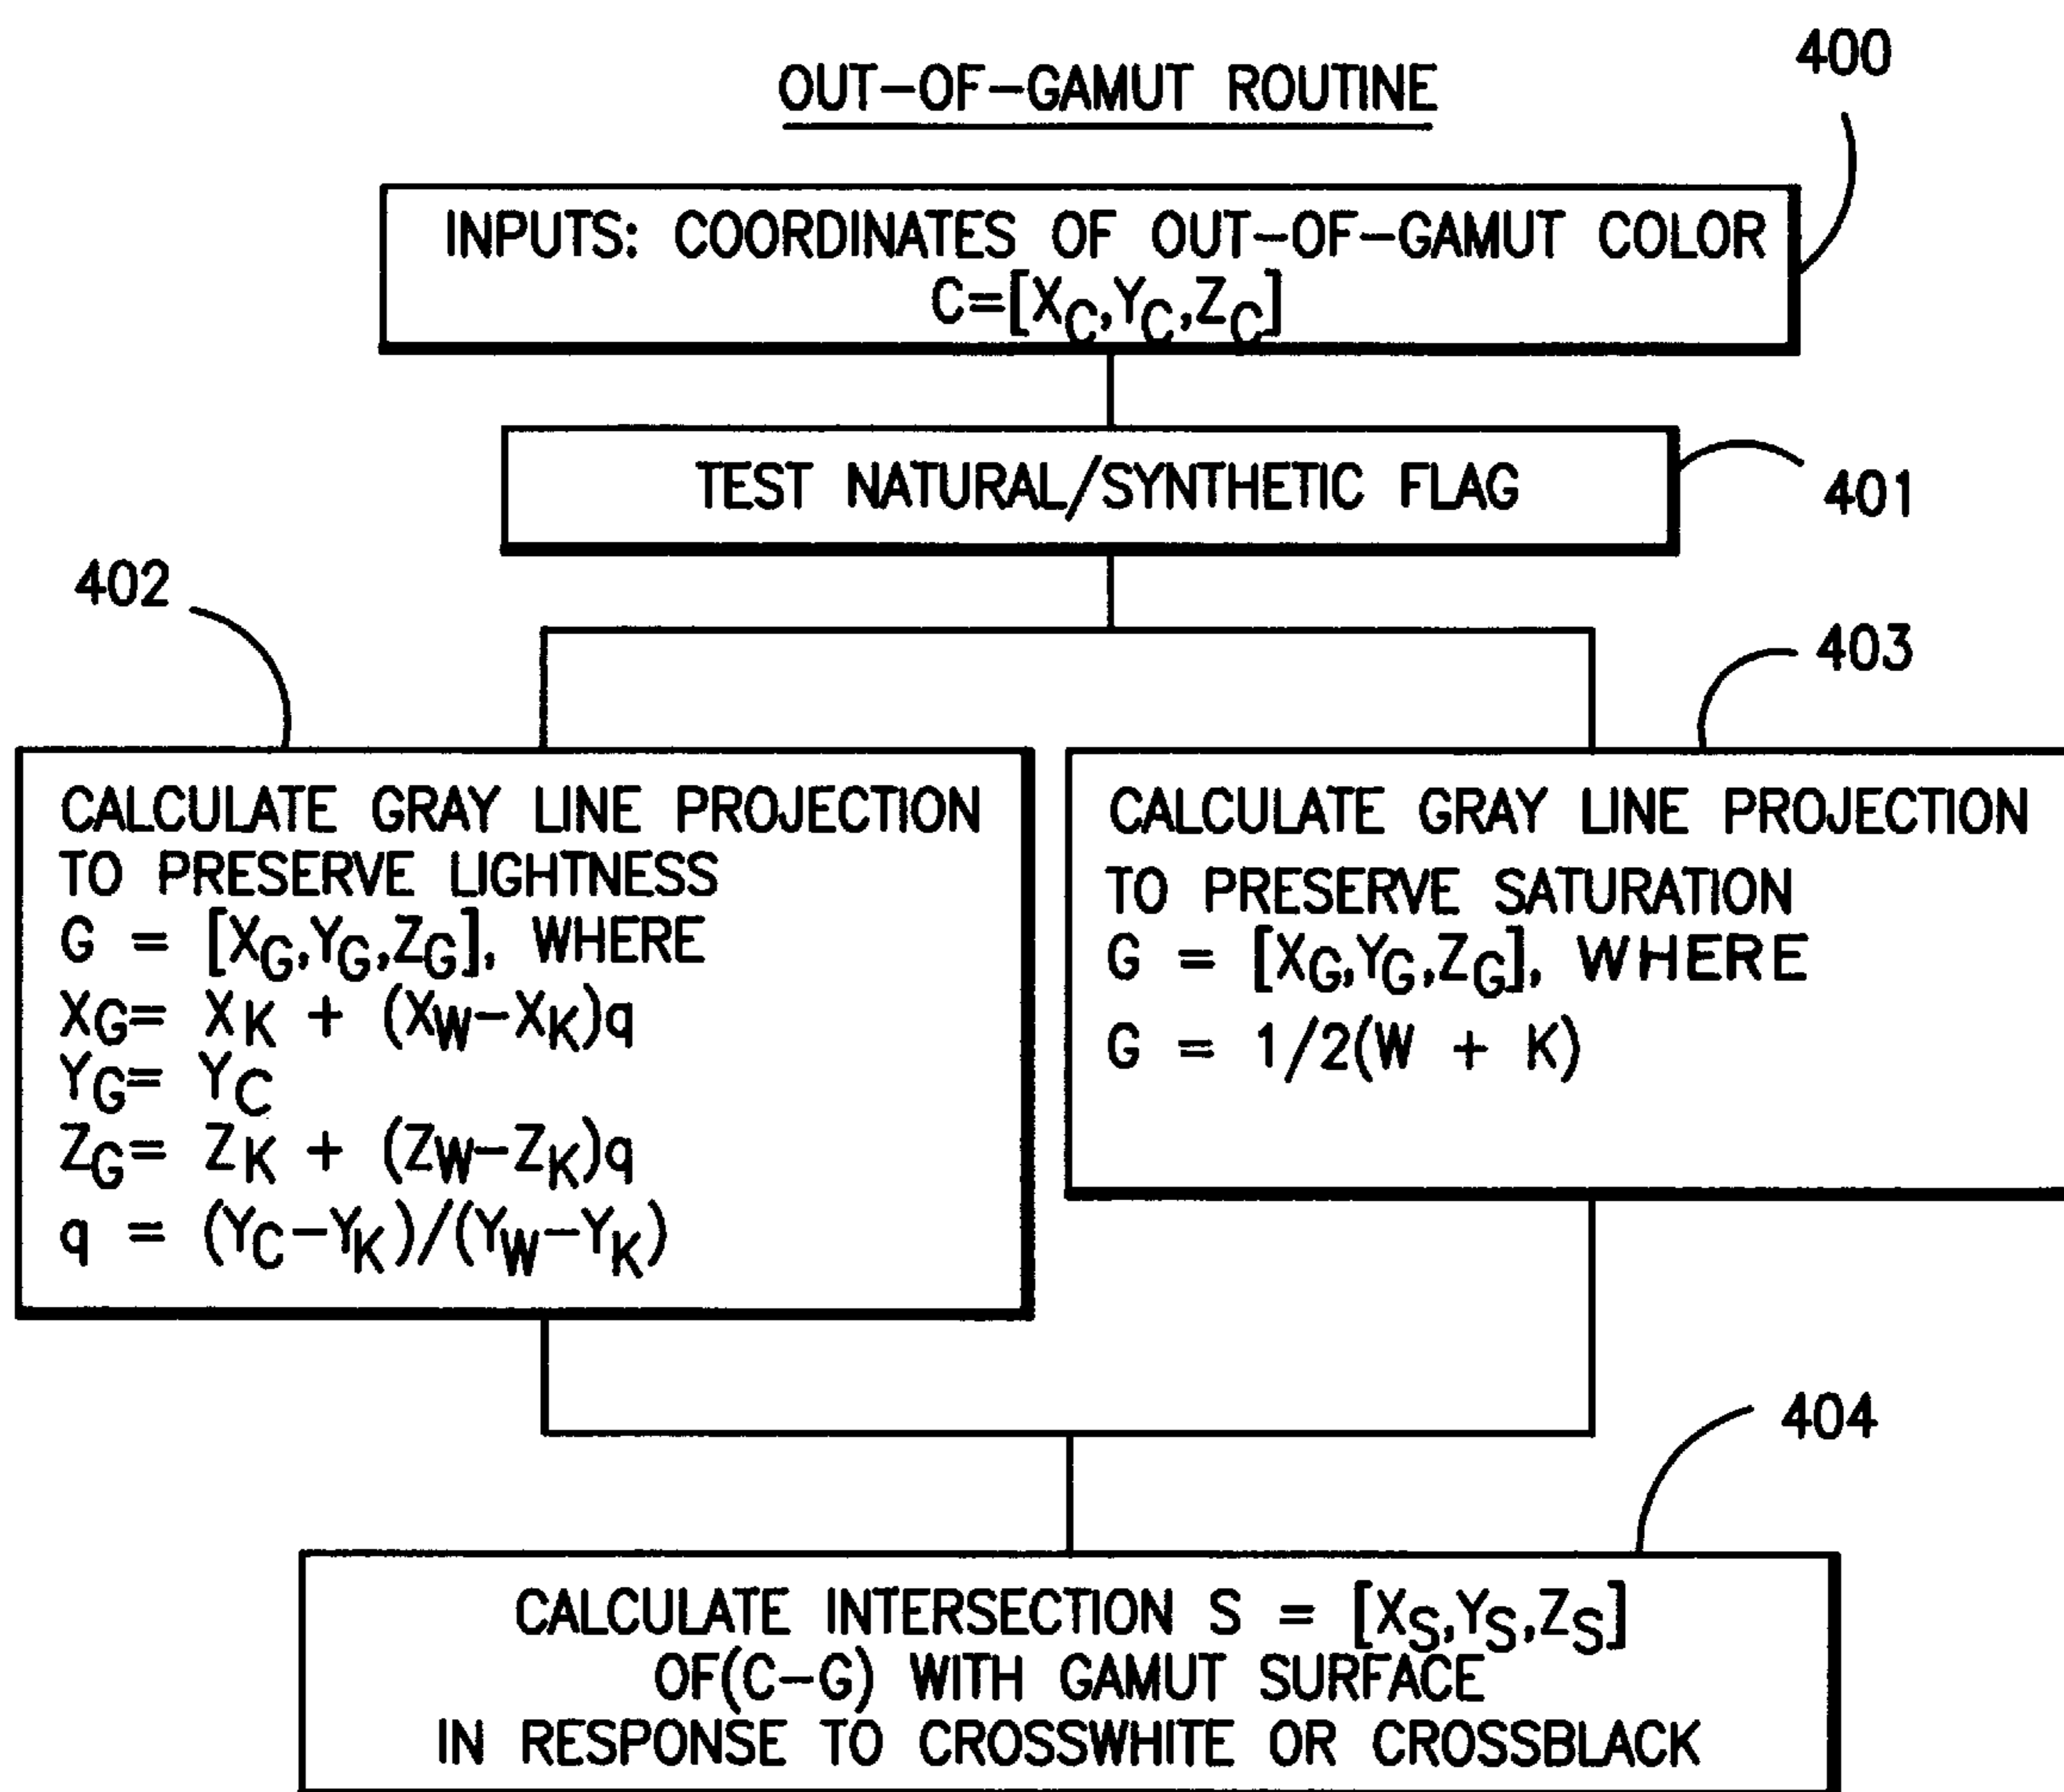 OUT-OF-GAMUT ROUTINE
400
INPUTS: COORDINATES OF OUT-OF-GAMUT COLOR
C=[XC,YC,ZC]
TEST NATURAL/SYNTHETIC FLAG
401
402
403
CALCULATE GRAY LINE PROJECTION
TO PRESERVE LIGHTNESS
G = [XG,YG,ZG], WHERE
XG= XK + (XW-XK)q
YG= YC
ZG= ZK + (ZW-ZK)q
q = (YC-YK)/(YW-YK)
CALCULATE GRAY LINE PROJECTION
TO PRESERVE SATURATION
G = [XG,YG,ZG], WHERE
G = 1/2(W + K)
404
CALCULATE INTERSECTION S = [XS,YS,ZS]
OF(C-G) WITH GAMUT SURFACE
IN RESPONSE TO CROSSWHITE OR CROSSBLACK